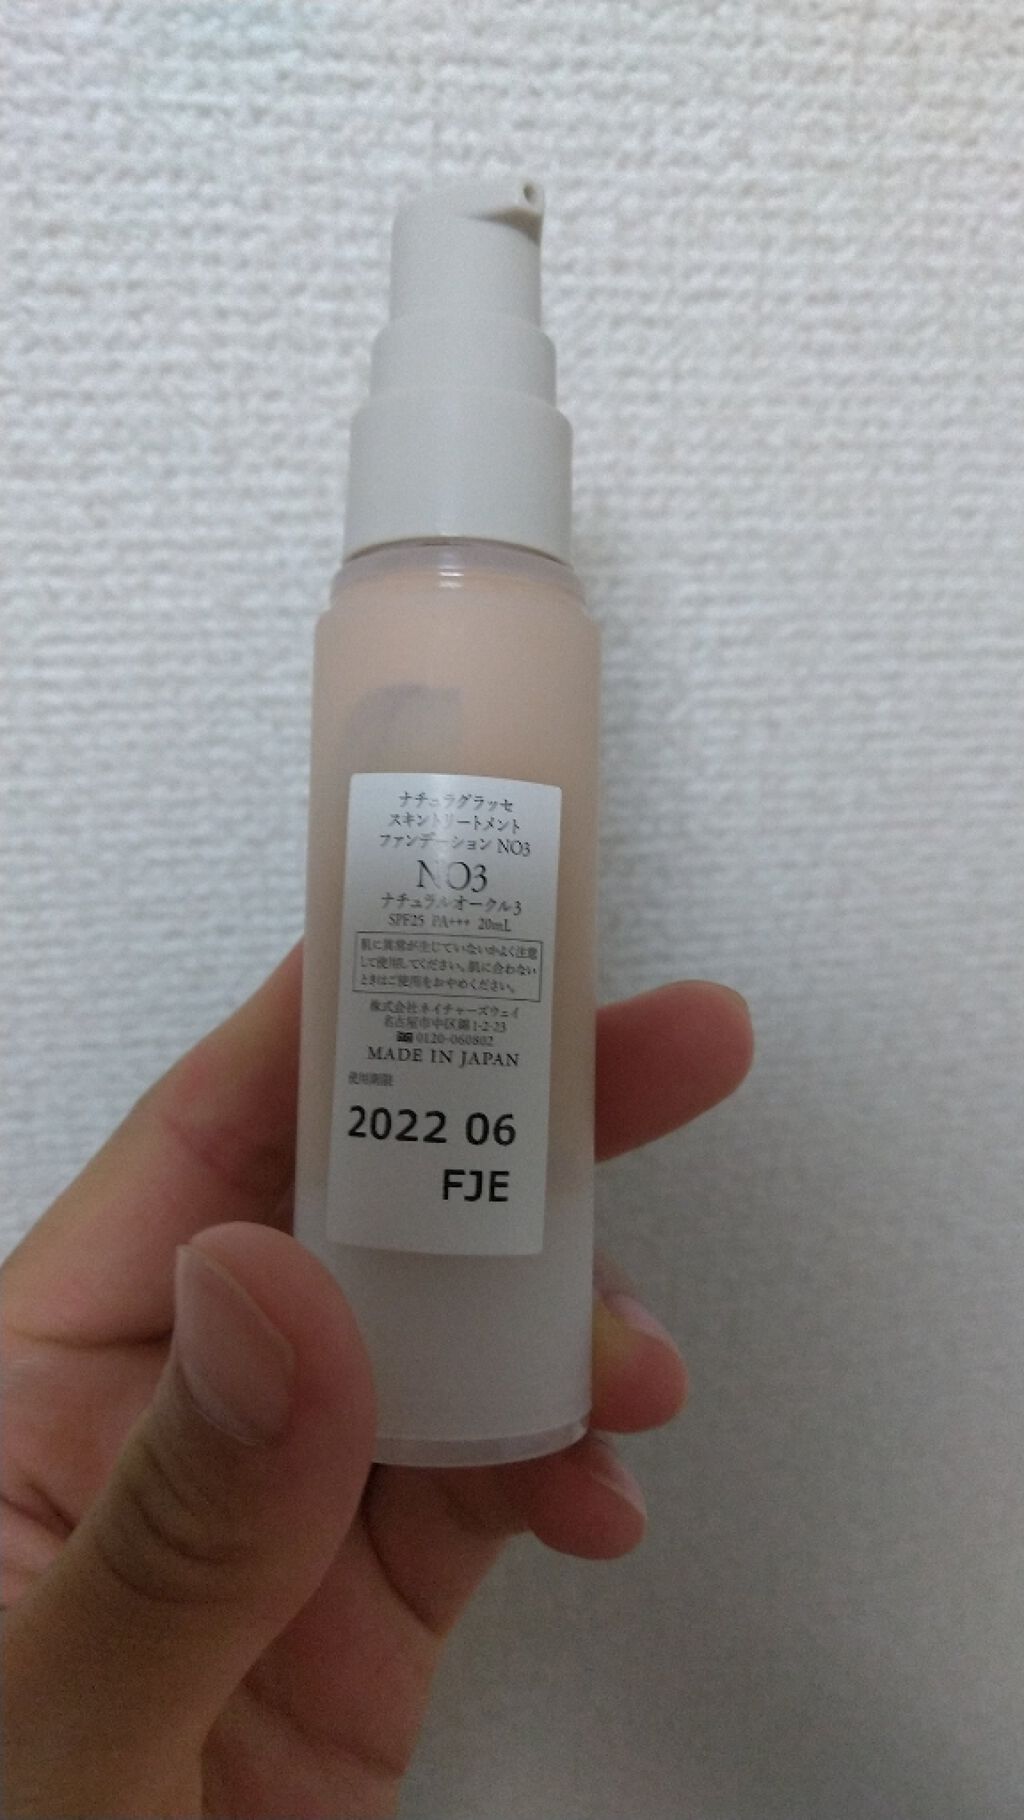 ナチュラグラッセ
スキントリートメント
ファンデーション NO3
NO3
ナチュラルオークル3
SPF25 PA+++ 20mL
肌に異常が生じていないかよく注意
して使用してください。肌に合わない
ときはご使用をおやめください。
株式会社ネイチャーズウェイ
名古屋市中区錦1-2-23
0120-060802
MADE IN JAPAN
使用期限
2022 06
FJE